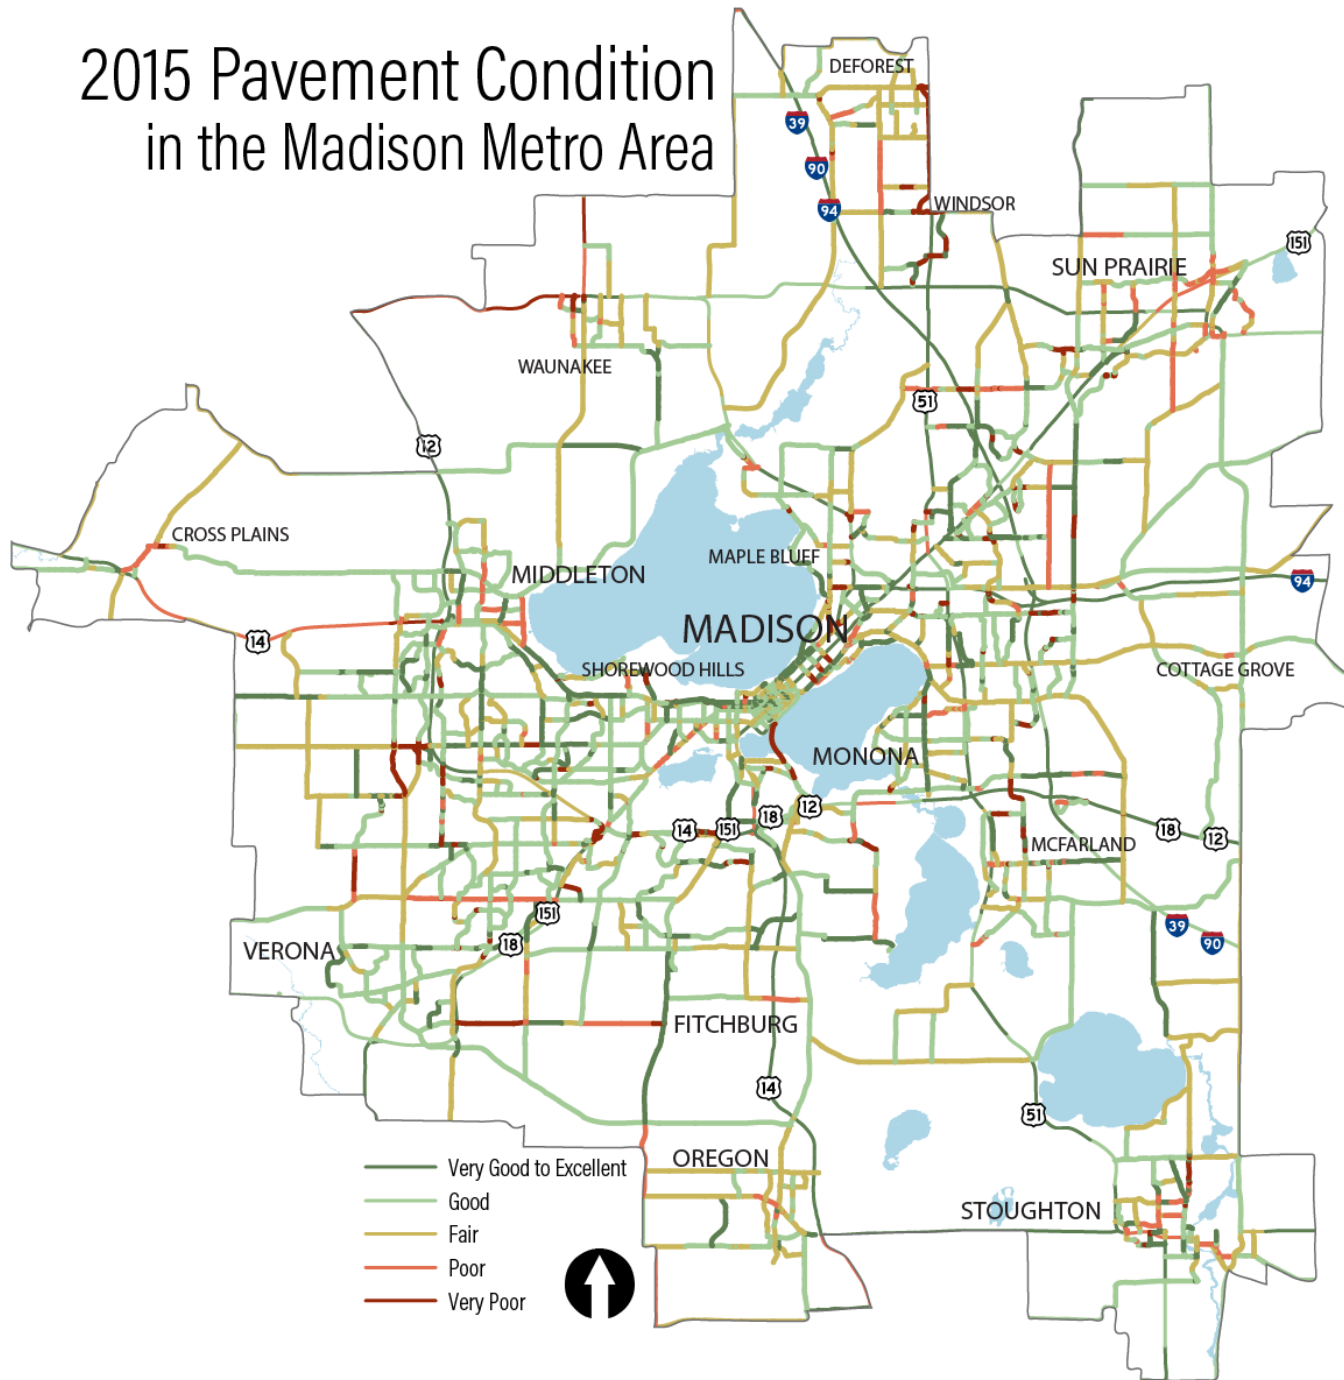 2015 Pavement Condition
in the Madison Metro Area
DEFOREST
39
90
94
WINDSOR
151
SUN PRAIRIE
WAUNAKEE
51
12
CROSS PLAINS
MAPLE BLUFF
MIDDLETON
94
MADISON
14
SHOREWOOD HILLS
COTTAGE GROVE
MONONA
12
18
14
151
18
12
MCFARLAND
151
39
18
90
VERONA
FITCHBURG
14
51
OREGON
STOUGHTON
Very Good to Excellent
Good
Fair
Poor
Very Poor